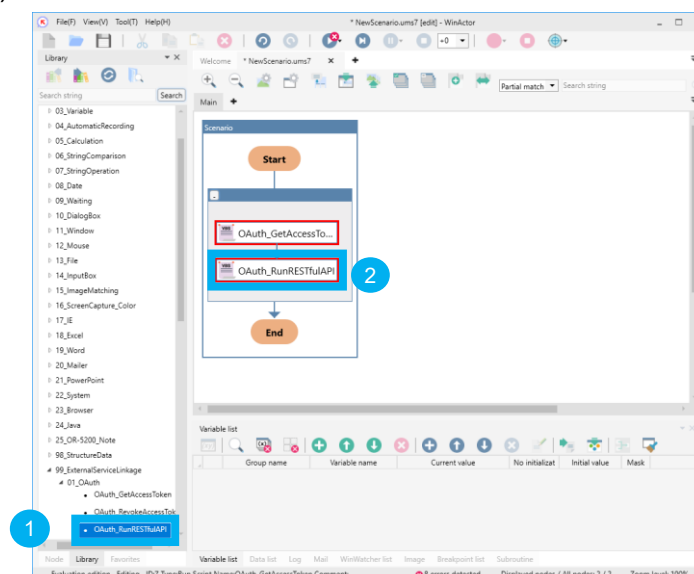 File(F) View(V) Tool(T) Help(H)
* NewScenario.ums7 [edit] - WinActor
Library
Search string
Search
03_Variable
04_AutomaticRecording
05_Calculation
06_StringComparison
07_StringOperation
08_Date
09_Waiting
10_DialogBox
11_Window
12_Mouse
13_File
14_InputBox
15_ImageMatching
16_ScreenCapture_Color
17_IE
18_Excel
19_Word
20_Mailer
21_PowerPoint
22_System
23_Browser
24_Java
25_OR-5200_Note
98_StructureData
99_ExternalServiceLinkage
01_OAuth
OAuth_GetAccessToken
OAuth_RevokeAccessTok
1
OAuth_RunRESTfulAPI
Node Library Favorites
Welcome * NewScenario.ums7 x +
Partial match Search string
Main +
Scenario
Start
OAuth_GetAccessTo...
OAuth_RunRESTfulAPI
2
End
Variable list
Group name Variable name Current value No initializat Initial value Mask
Variable list Data list Log Mail WinWatcher list Image Breakpoint list Subroutine